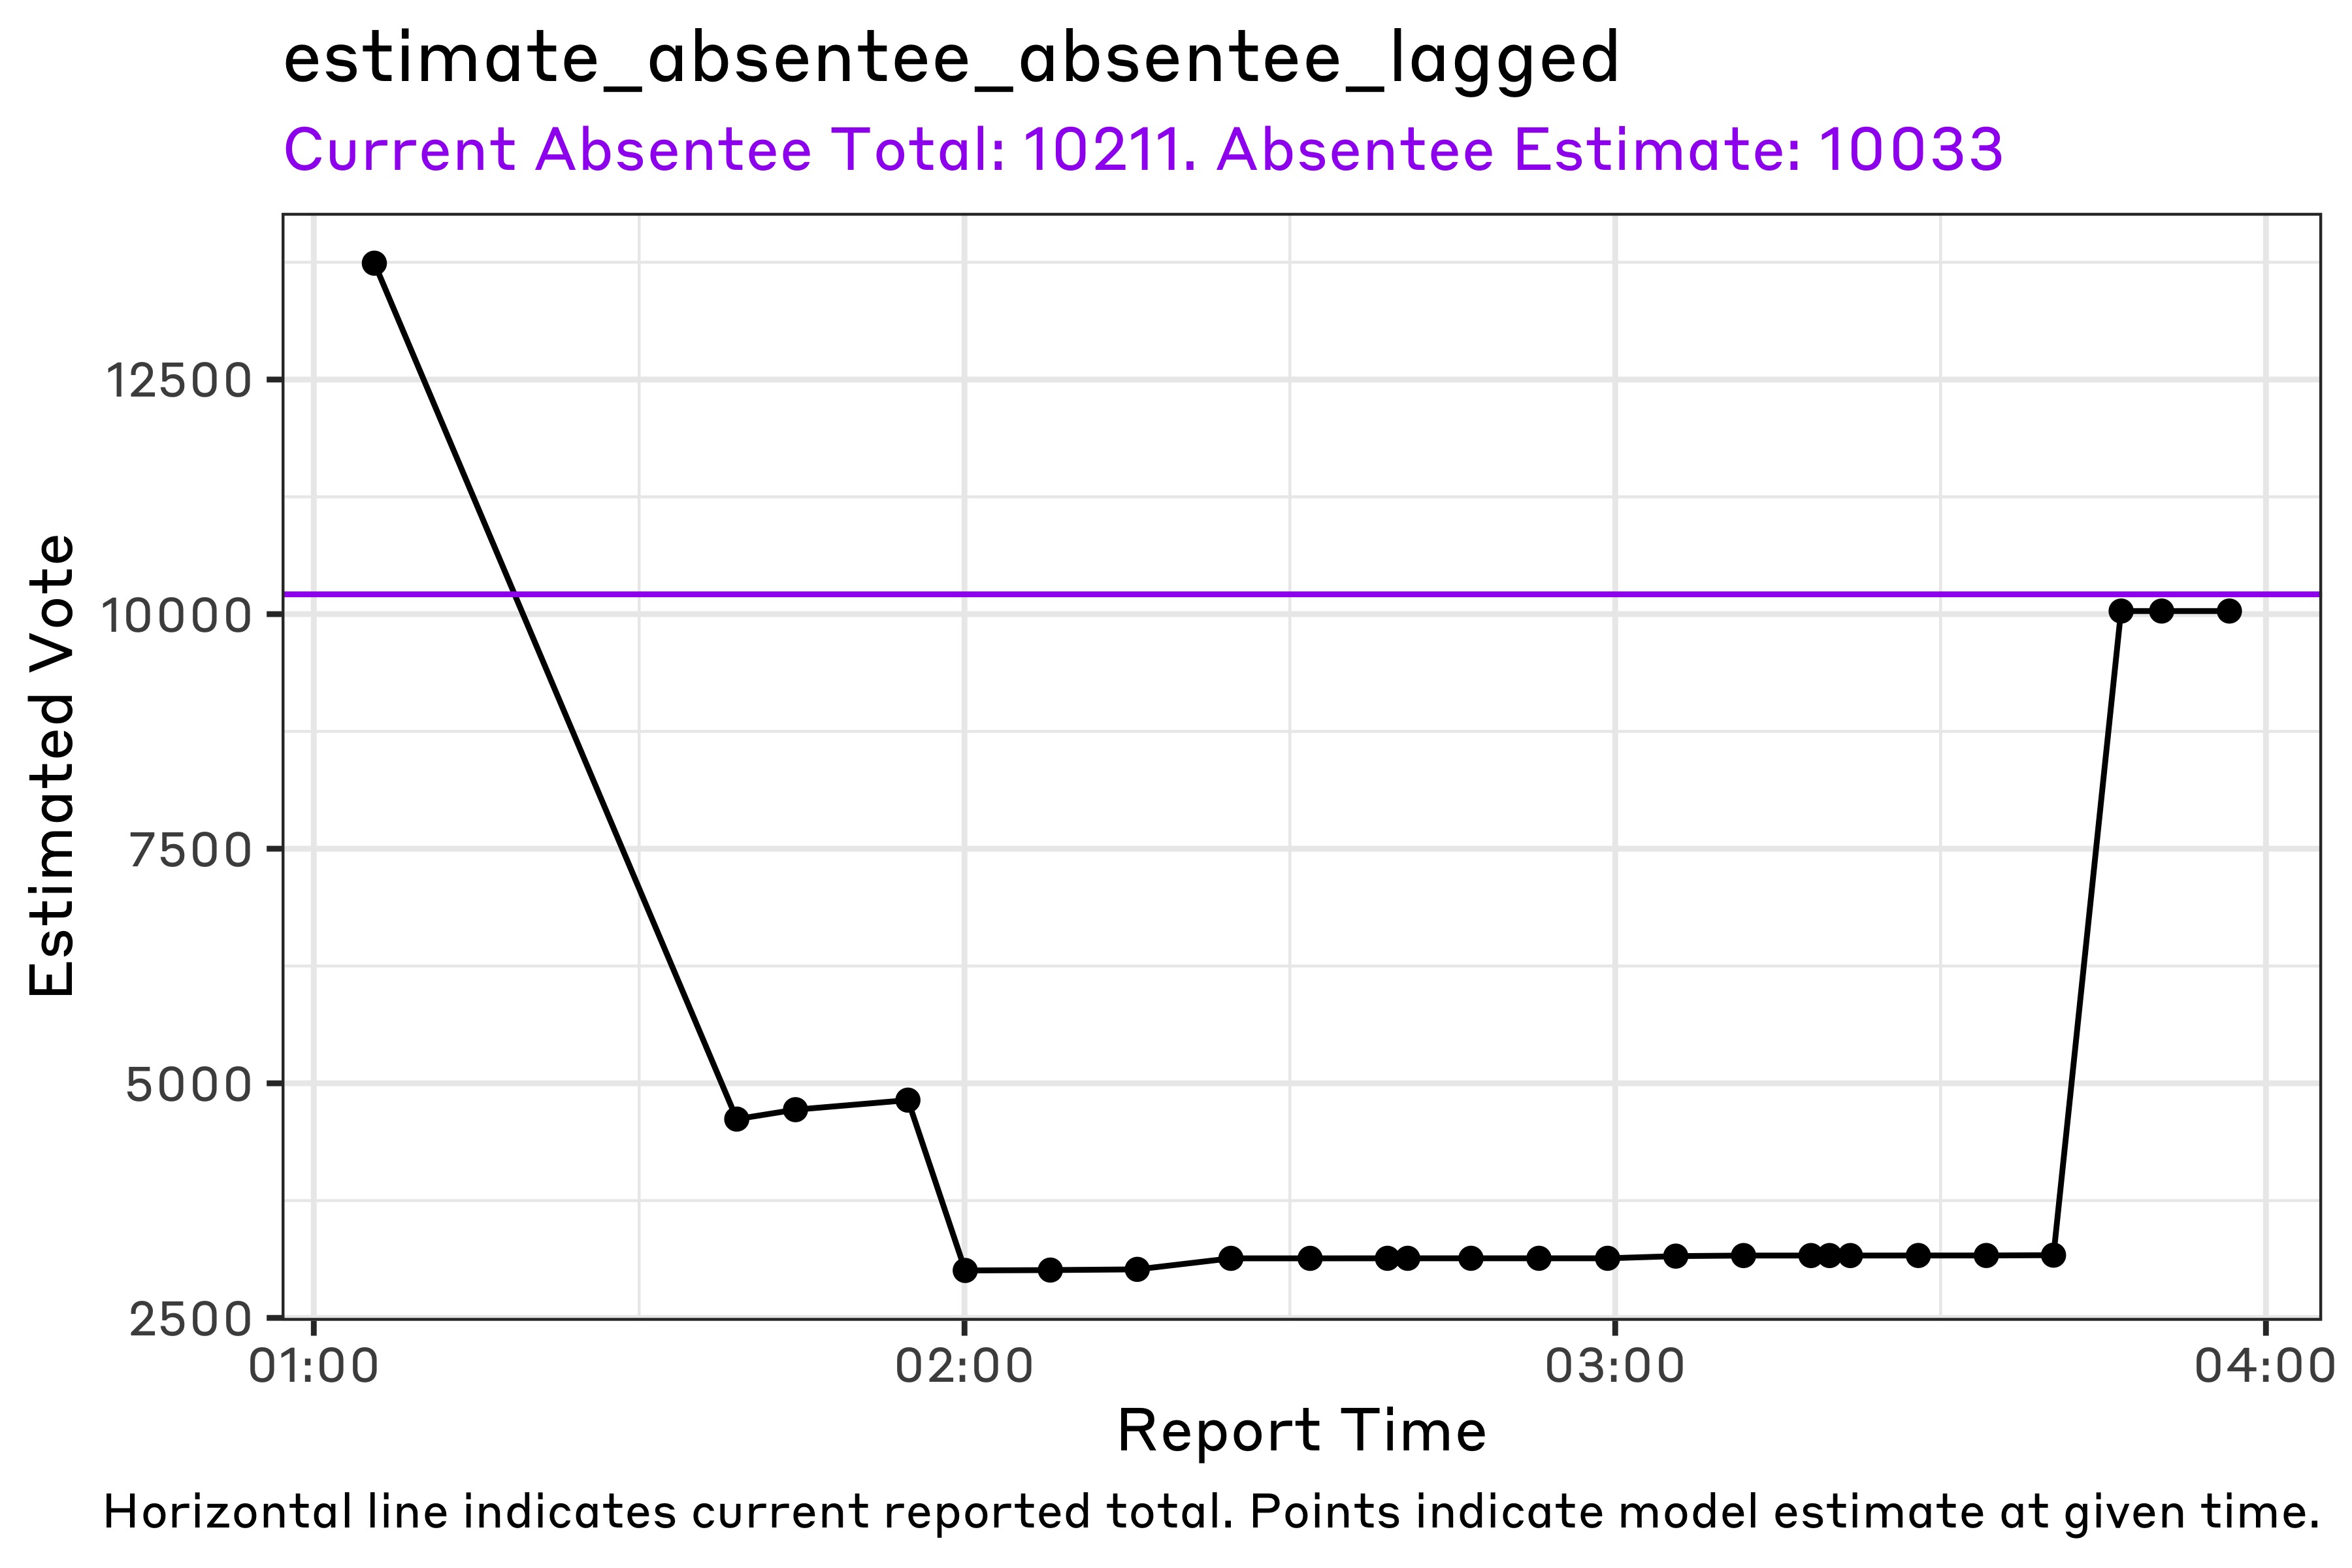 estimate_absentee_absentee_lagged
Current Absentee Total: 10211. Absentee Estimate: 10033
Estimated Vote
12500
10000
7500
5000
2500
01:00 02:00 03:00 04:00
Report Time
Horizontal line indicates current reported total. Points indicate model estimate at given time.